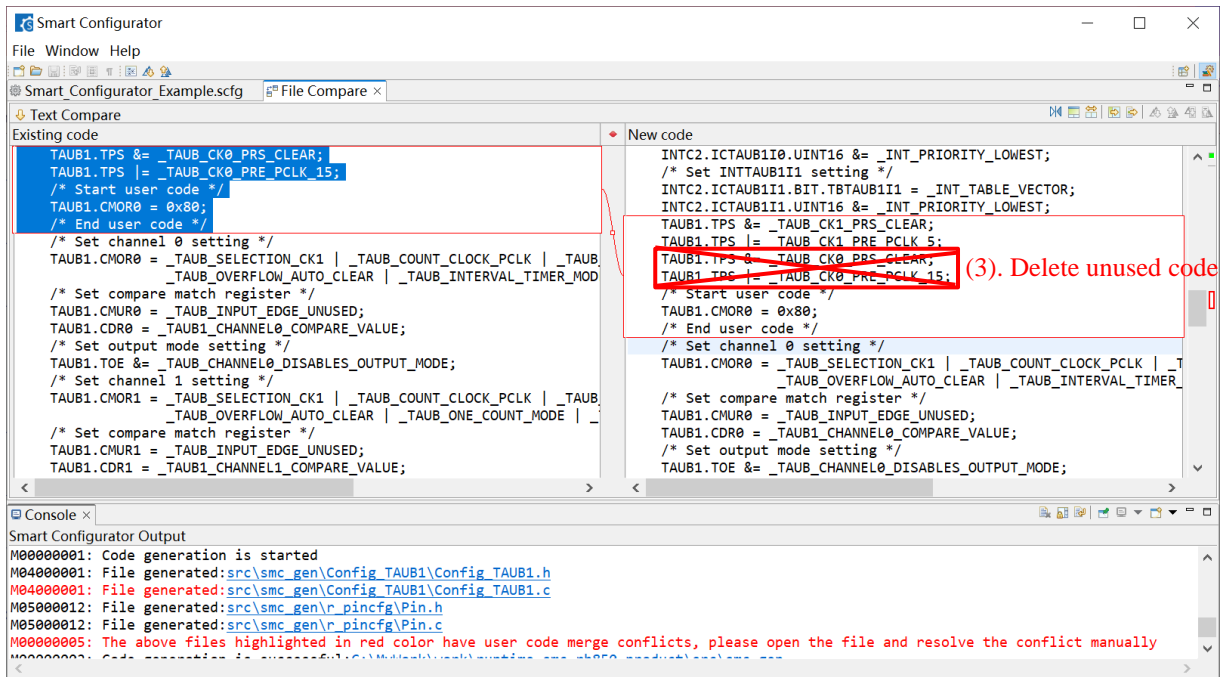 Smart Configurator
File Window Help
Smart_Configurator_Example.scfg File Compare
Text Compare
Existing code
TAUB1.TPS &= _TAUB_CK0_PRS_CLEAR;
TAUB1.TPS |= _TAUB_CK0_PRE_PCLK_15;
/* Start user code */
TAUB1.CMOR0 = 0x80;
/* End user code */
/* Set channel 0 setting */
TAUB1.CMOR0 = _TAUB_SELECTION_CK1 | _TAUB_COUNT_CLOCK_PCLK | _TAUB_
_TAUB_OVERFLOW_AUTO_CLEAR | _TAUB_INTERVAL_TIMER_MOD
/* Set compare match register */
TAUB1.CMUR0 = _TAUB_INPUT_EDGE_UNUSED;
TAUB1.CDR0 = _TAUB1_CHANNEL0_COMPARE_VALUE;
/* Set output mode setting */
TAUB1.TOE &= _TAUB_CHANNEL0_DISABLES_OUTPUT_MODE;
/* Set channel 1 setting */
TAUB1.CMOR1 = _TAUB_SELECTION_CK1 | _TAUB_COUNT_CLOCK_PCLK | _TAUB_
_TAUB_OVERFLOW_AUTO_CLEAR | _TAUB_ONE_COUNT_MODE | _
/* Set compare match register */
TAUB1.CMUR1 = _TAUB_INPUT_EDGE_UNUSED;
TAUB1.CDR1 = _TAUB1_CHANNEL1_COMPARE_VALUE;
New code
INTC2.ICTAUB1I0.UINT16 &= _INT_PRIORITY_LOWEST;
/* Set INTTAUB1I1 setting */
INTC2.ICTAUB1I1.BIT.TBTAUB1I1 = _INT_TABLE_VECTOR;
INTC2.ICTAUB1I1.UINT16 &= _INT_PRIORITY_LOWEST;
TAUB1.TPS &= _TAUB_CK1_PRS_CLEAR;
TAUB1.TPS |= _TAUB_CK1_PRE_PCLK_5;
TAUB1.TPS &= _TAUB_CK0_PRS_CLEAR;
TAUB1.TPS |= _TAUB_CK0_PRE_PCLK_15;
(3). Delete unused code
/* Start user code */
TAUB1.CMOR0 = 0x80;
/* End user code */
/* Set channel 0 setting */
TAUB1.CMOR0 = _TAUB_SELECTION_CK1 | _TAUB_COUNT_CLOCK_PCLK | _T
_TAUB_OVERFLOW_AUTO_CLEAR | _TAUB_INTERVAL_TIMER_
/* Set compare match register */
TAUB1.CMUR0 = _TAUB_INPUT_EDGE_UNUSED;
TAUB1.CDR0 = _TAUB1_CHANNEL0_COMPARE_VALUE;
/* Set output mode setting */
TAUB1.TOE &= _TAUB_CHANNEL0_DISABLES_OUTPUT_MODE;
Console
Smart Configurator Output
M00000001: Code generation is started
M04000001: File generated:src\smc_gen\Config_TAUB1\Config_TAUB1.h
M04000001: File generated:src\smc_gen\Config_TAUB1\Config_TAUB1.c
M05000012: File generated:src\smc_gen\r_pincfg\Pin.h
M05000012: File generated:src\smc_gen\r_pincfg\Pin.c
M00000005: The above files highlighted in red color have user code merge conflicts, please open the file and resolve the conflict manually